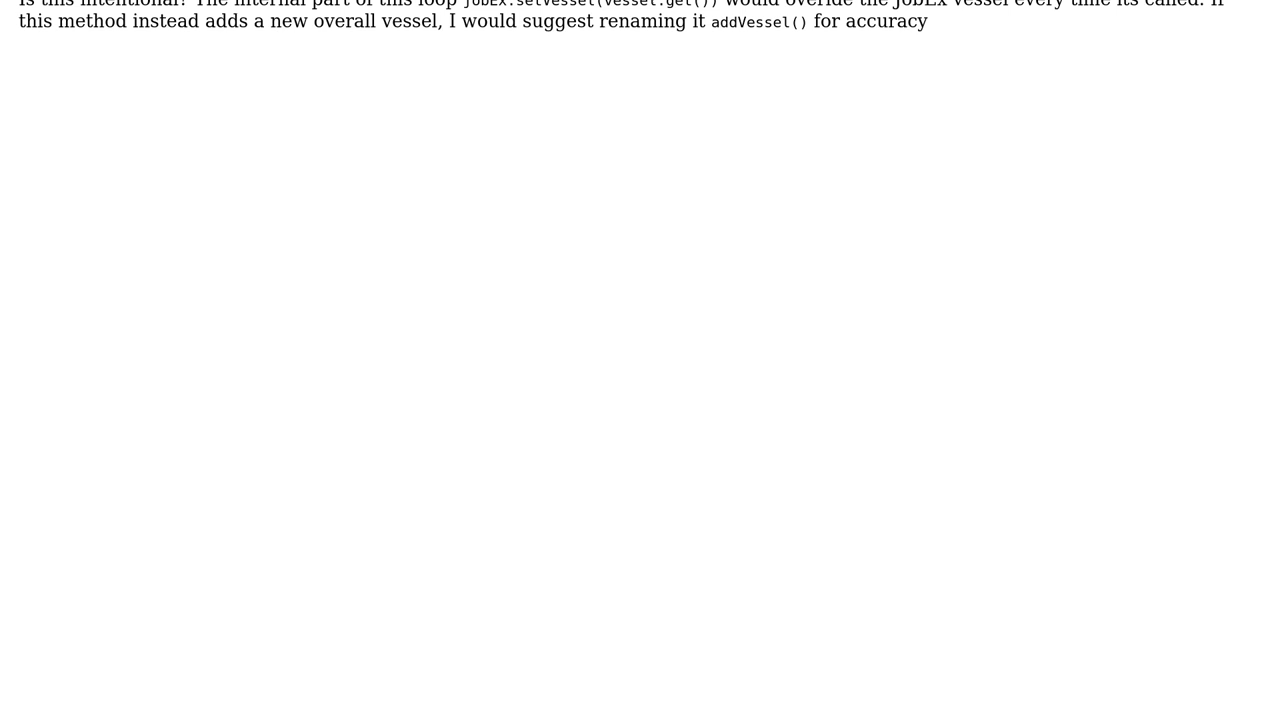 Is this intentional? The internal part of this loop jobEx.setVessel(vessel.get()) would overide the JobEx vessel every time its called. If
this method instead adds a new overall vessel, I would suggest renaming it addVessel() for accuracy